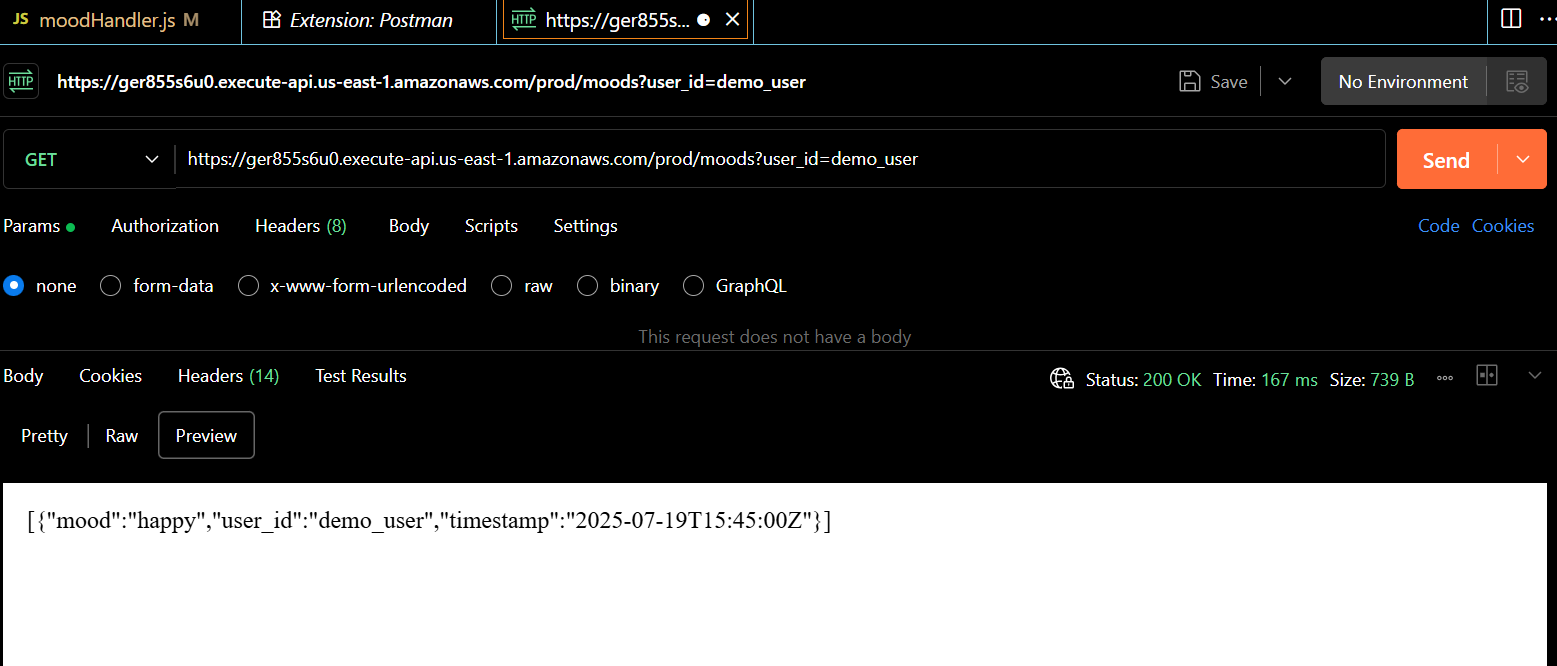 JS moodHandler.js M Extension: Postman HTTP https://ger855s...
HTTP https://ger855s6u0.execute-api.us-east-1.amazonaws.com/prod/moods?user_id=demo_user Save No Environment
GET https://ger855s6u0.execute-api.us-east-1.amazonaws.com/prod/moods?user_id=demo_user Send
Params Authorization Headers (8) Body Scripts Settings Code Cookies
none form-data x-www-form-urlencoded raw binary GraphQL
This request does not have a body
Body Cookies Headers (14) Test Results Status: 200 OK Time: 167 ms Size: 739 B
Pretty Raw Preview
[{"mood":"happy","user_id":"demo_user","timestamp":"2025-07-19T15:45:00Z"}]